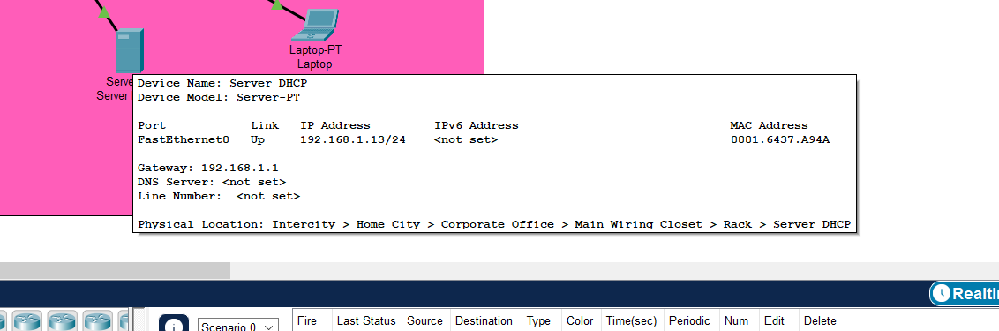 Laptop-PT
Laptop
Server
Device Name: Server DHCP
Device Model: Server-PT
Port Link IP Address IPv6 Address MAC Address
FastEthernet0 Up 192.168.1.13/24 <not set> 0001.6437.A94A
Gateway: 192.168.1.1
DNS Server: <not set>
Line Number: <not set>
Physical Location: Intercity > Home City > Corporate Office > Main Wiring Closet > Rack > Server DHCP
Scenario 0
Fire Last Status Source Destination Type Color Time(sec) Periodic Num Edit Delete